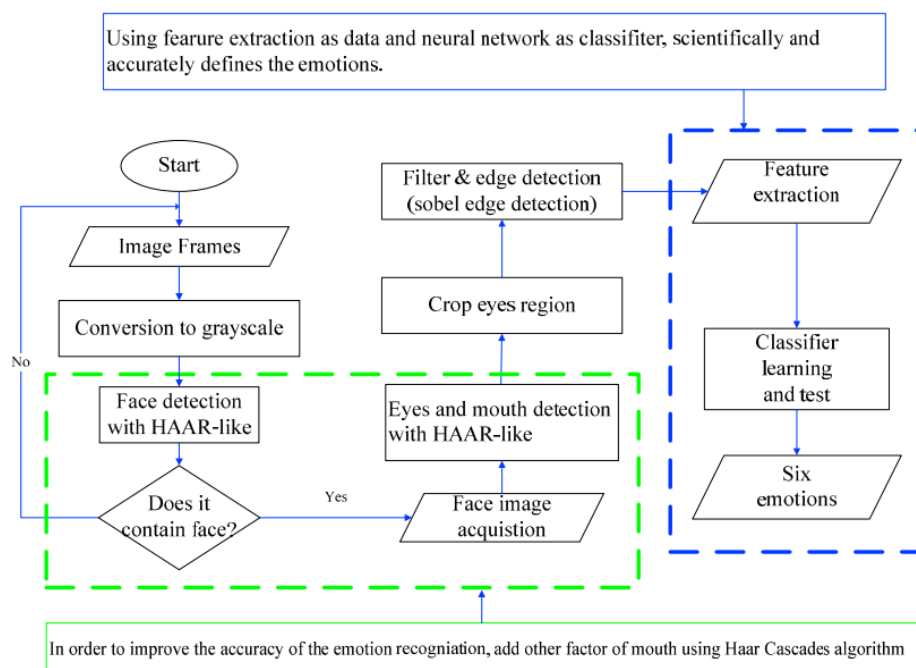 Using fearure extraction as data and neural network as classifiter, scientifically and
accurately defines the emotions.
Start
Image Frames
Conversion to grayscale
No
Face detection
with HAAR-like
Does it
contain face?
Yes
Face image
acquistion
Eyes and mouth detection
with HAAR-like
Crop eyes region
Filter & edge detection
(sobel edge detection)
Feature
extraction
Classifier
learning
and test
Six
emotions
In order to improve the accuracy of the emotion recogniation, add other factor of mouth using Haar Cascades algorithm